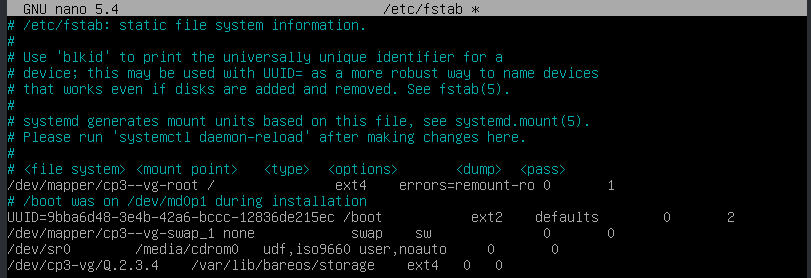 GNU nano 5.4 /etc/fstab *
# /etc/fstab: static file system information.
#
# Use 'blkid' to print the universally unique identifier for a
# device; this may be used with UUID= as a more robust way to name devices
# that works even if disks are added and removed. See fstab(5).
#
# systemd generates mount units based on this file, see systemd.mount(5).
# Please run 'systemctl daemon-reload' after making changes here.
#
# <file system> <mount point> <type> <options> <dump> <pass>
/dev/mapper/cp3--vg-root / ext4 errors=remount-ro 0 1
# /boot was on /dev/md0p1 during installation
UUID=9bba6d48-3e4b-42a6-bccc-12836de215ec /boot ext2 defaults 0 2
/dev/mapper/cp3--vg-swap_1 none swap sw 0 0
/dev/sr0 /media/cdrom0 udf,iso9660 user,noauto 0 0
/dev/cp3-vg/Q.2.3.4 /var/lib/bareos/storage ext4 0 0